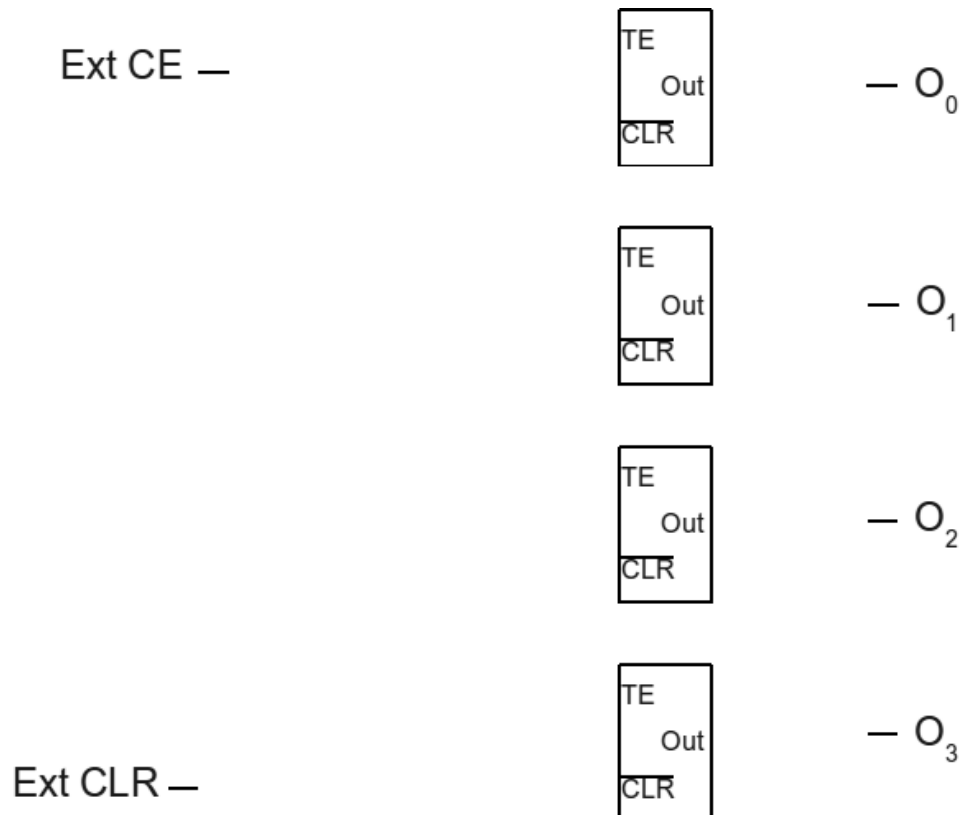 Ext CE
TE
Out
CLR
O₀
TE
Out
CLR
O₁
TE
Out
CLR
O₂
TE
Out
CLR
O₃
Ext CLR